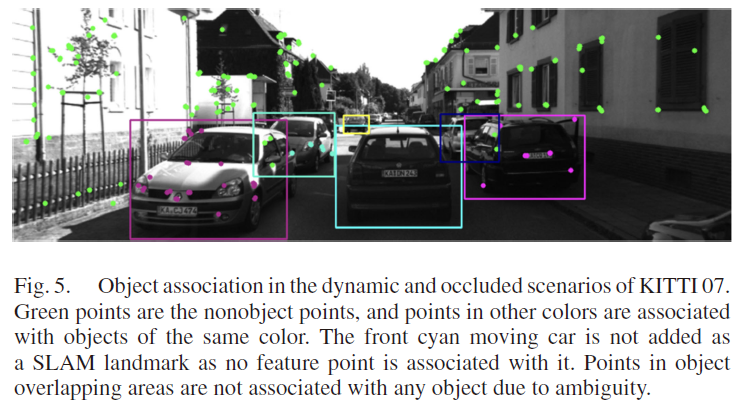 Fig. 5. Object association in the dynamic and occluded scenarios of KITTI 07.
Green points are the nonobject points, and points in other colors are associated
with objects of the same color. The front cyan moving car is not added as
a SLAM landmark as no feature point is associated with it. Points in object
overlapping areas are not associated with any object due to ambiguity.